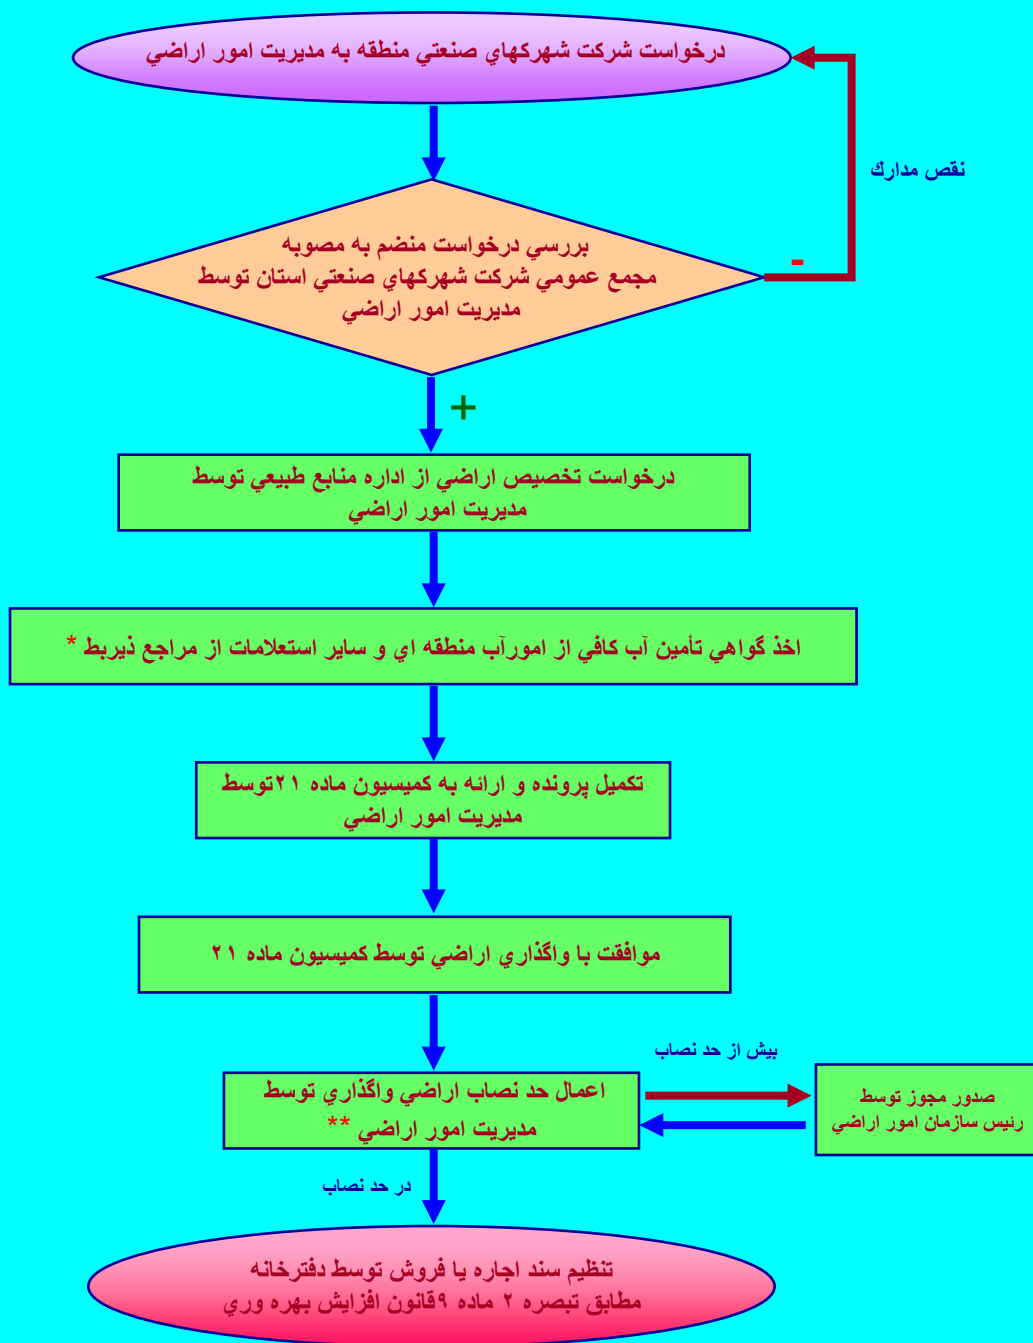 درخواست شركت شهركهاي صنعتي منطقه به مديريت امور اراضي
نقص مدارك
بررسي درخواست منضم به مصوبه
مجمع عمومي شركت شهركهاي صنعتي استان توسط
مديريت امور اراضي
-
+
درخواست تخصيص اراضي از اداره منابع طبيعي توسط
مديريت امور اراضي
اخذ گواهي تأمين آب كافي از امورآب منطقه اي و ساير استعلامات از مراجع ذيربط *
تكميل پرونده و ارائه به كميسيون ماده ۲۱توسط
مديريت امور اراضي
موافقت با واگذاري اراضي توسط كميسيون ماده ۲۱
بيش از حد نصاب
اعمال حد نصاب اراضي واگذاري توسط
مديريت امور اراضي **
صدور مجوز توسط
رئيس سازمان امور اراضي
در حد نصاب
تنظيم سند اجاره يا فروش توسط دفترخانه
مطابق تبصره ۲ ماده ۹قانون افزايش بهره وري